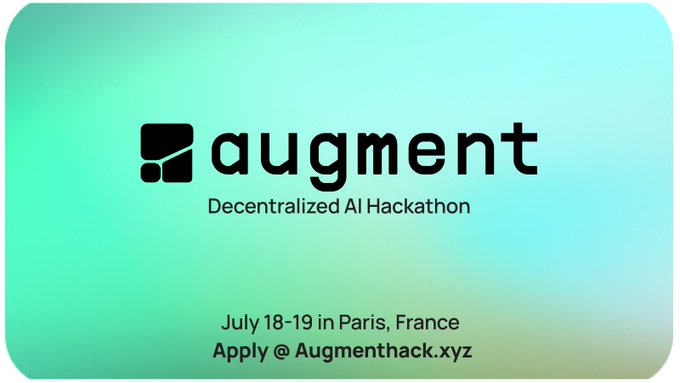 augment
Decentralized AI Hackathon
July 18-19 in Paris, France
Apply @ Augmenthack.xyz